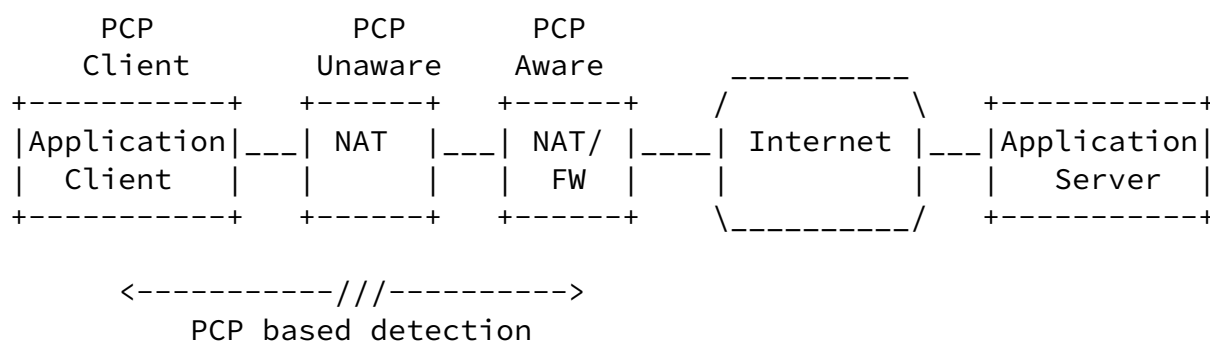 PCP PCP PCP
Client Unaware Aware
Application NAT NAT/ Internet Application
Client FW Server
<-----------///---------->
PCP based detection